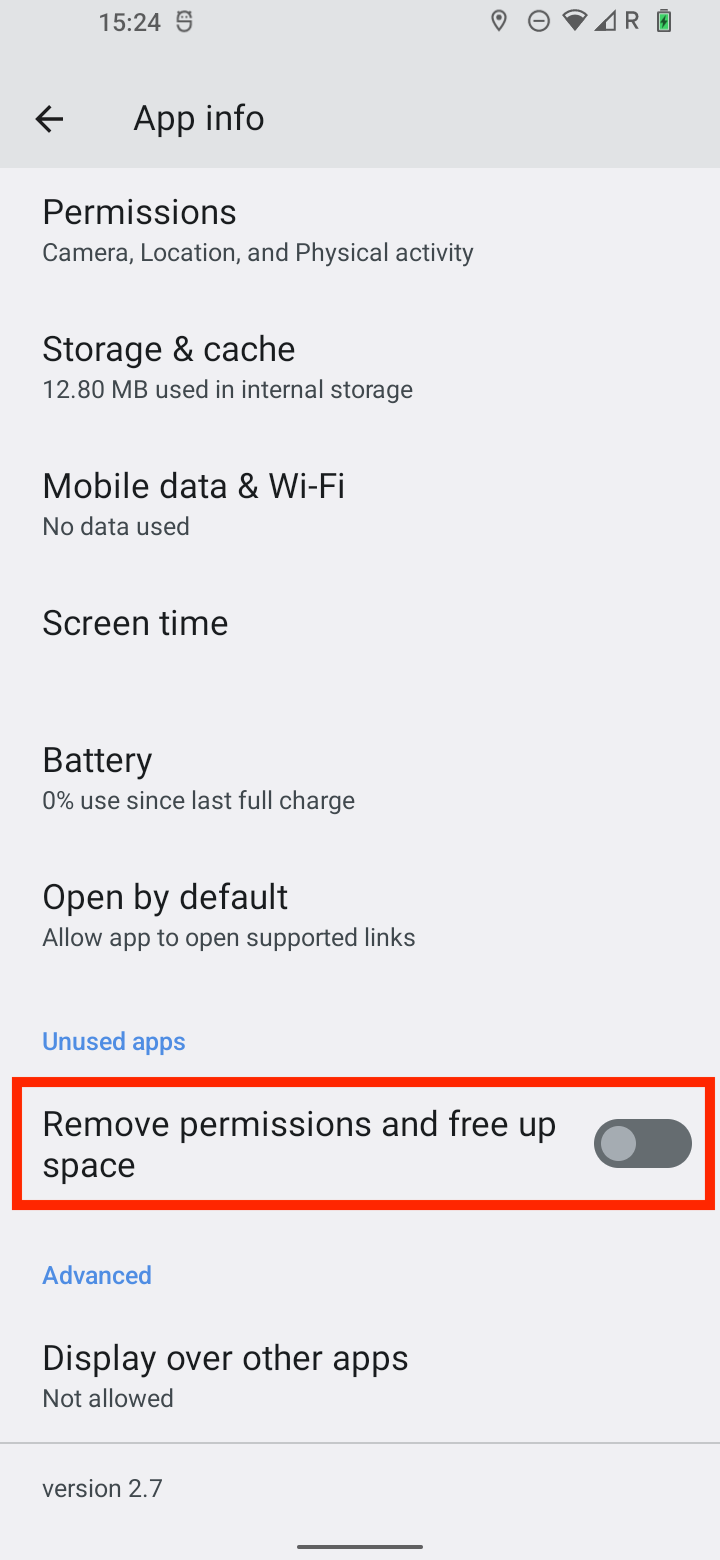 15:24 R
App info
Permissions
Camera, Location, and Physical activity
Storage & cache
12.80 MB used in internal storage
Mobile data & Wi-Fi
No data used
Screen time
Battery
0% use since last full charge
Open by default
Allow app to open supported links
Unused apps
Remove permissions and free up
space
Advanced
Display over other apps
Not allowed
version 2.7